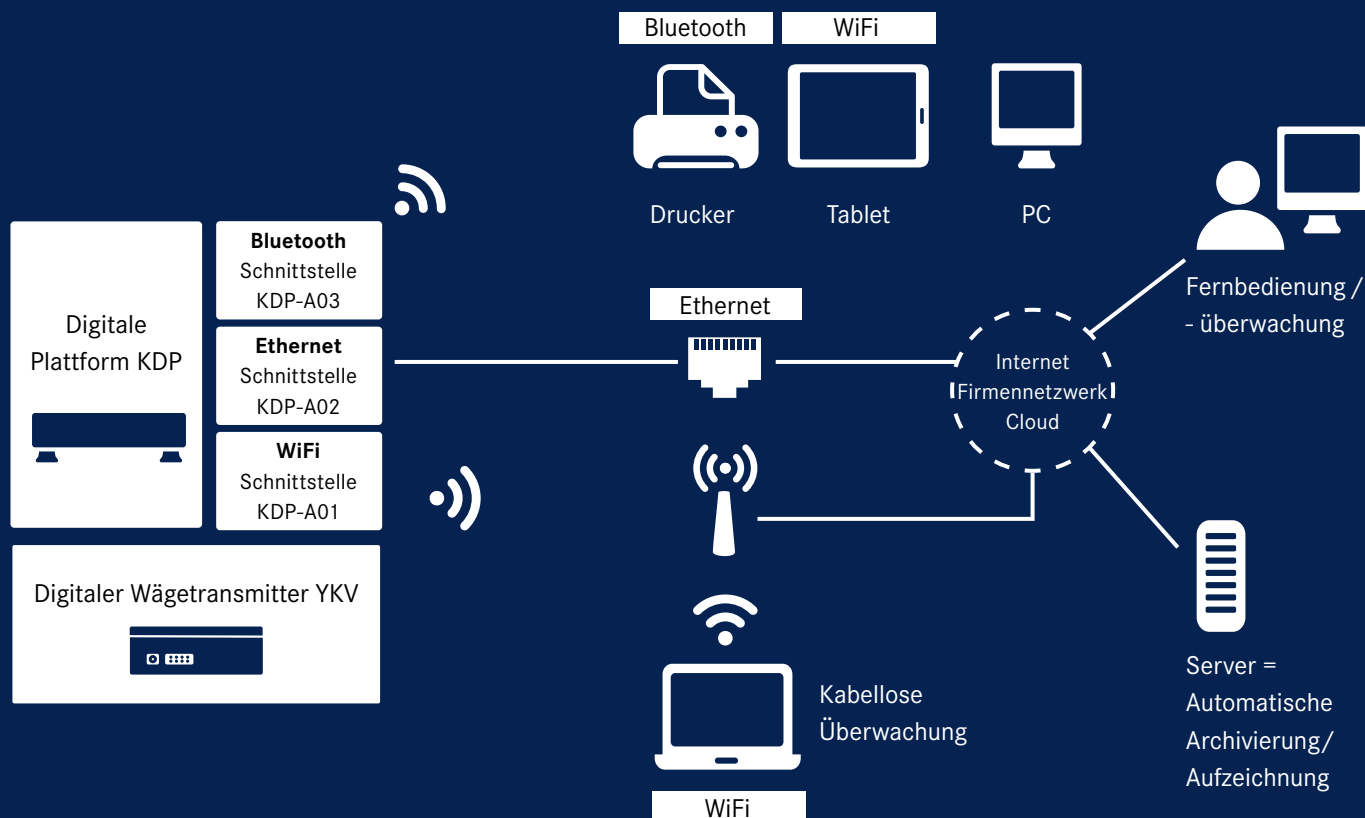 Bluetooth
WiFi
Drucker
Tablet
PC
Fernbedienung /
- überwachung
Digitale
Plattform KDP
Bluetooth
Schnittstelle
KDP-A03
Ethernet
Schnittstelle
KDP-A02
WiFi
Schnittstelle
KDP-A01
Digitaler Wägetransmitter YKV
Ethernet
Internet
Firmennetzwerk
Cloud
Kabellose
Überwachung
WiFi
Server =
Automatische
Archivierung/
Aufzeichnung